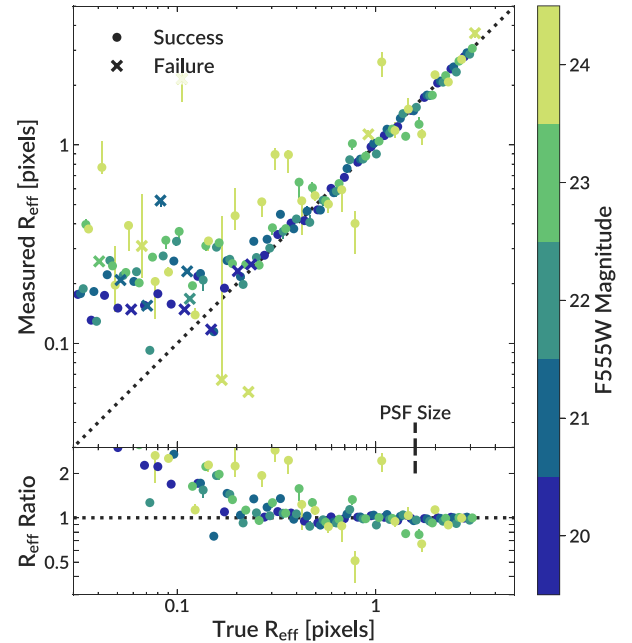 Success
Failure
Measured R_eff [pixels]
1
0.1
PSF Size
R_eff Ratio
2
1
0.5
0.1
1
True R_eff [pixels]
24
23
22
21
20
F555W Magnitude